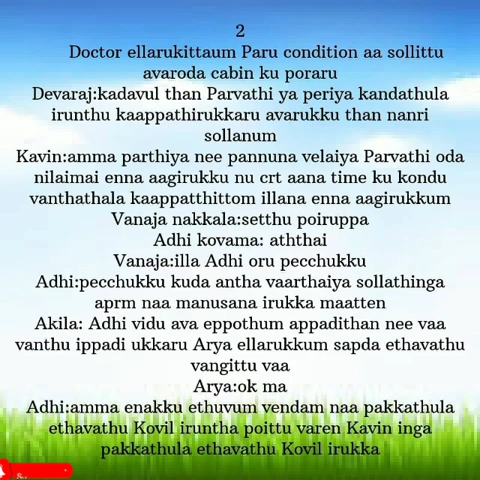 2
Doctor ellarukittaum Paru condition aa sollittu
avaroda cabin ku poraru
Devaraj:kadavul than Parvathi ya periya kandathula
irunthu kaappathirukkaru avarukku than nanri
sollanum
Kavin:amma parthiya nee pannuna velaiya Parvathi oda
nilaimai enna aagirukku nu crt aana time ku kondu
vanthathala kaappatthittom illana enna aagirukkum
Vanaja nakkala:setthu poiruppa
Adhi kovama: aththai
Vanaja:illa Adhi oru pecchukku
Adhi:pecchukku kuda antha vaarthaiya sollathinga
aprm naa manusana irukka maatten
Akila: Adhi vidu ava eppothum appadithan nee vaa
vanthu ippadi ukkaru Arya ellarukkum sapda ethavathu
vangittu vaa
Arya:ok ma
Adhi:amma enakku ethuvum vendam naa pakkathula
ethavathu Kovil iruntha poittu varen Kavin inga
pakkathula ethavathu Kovil irukka